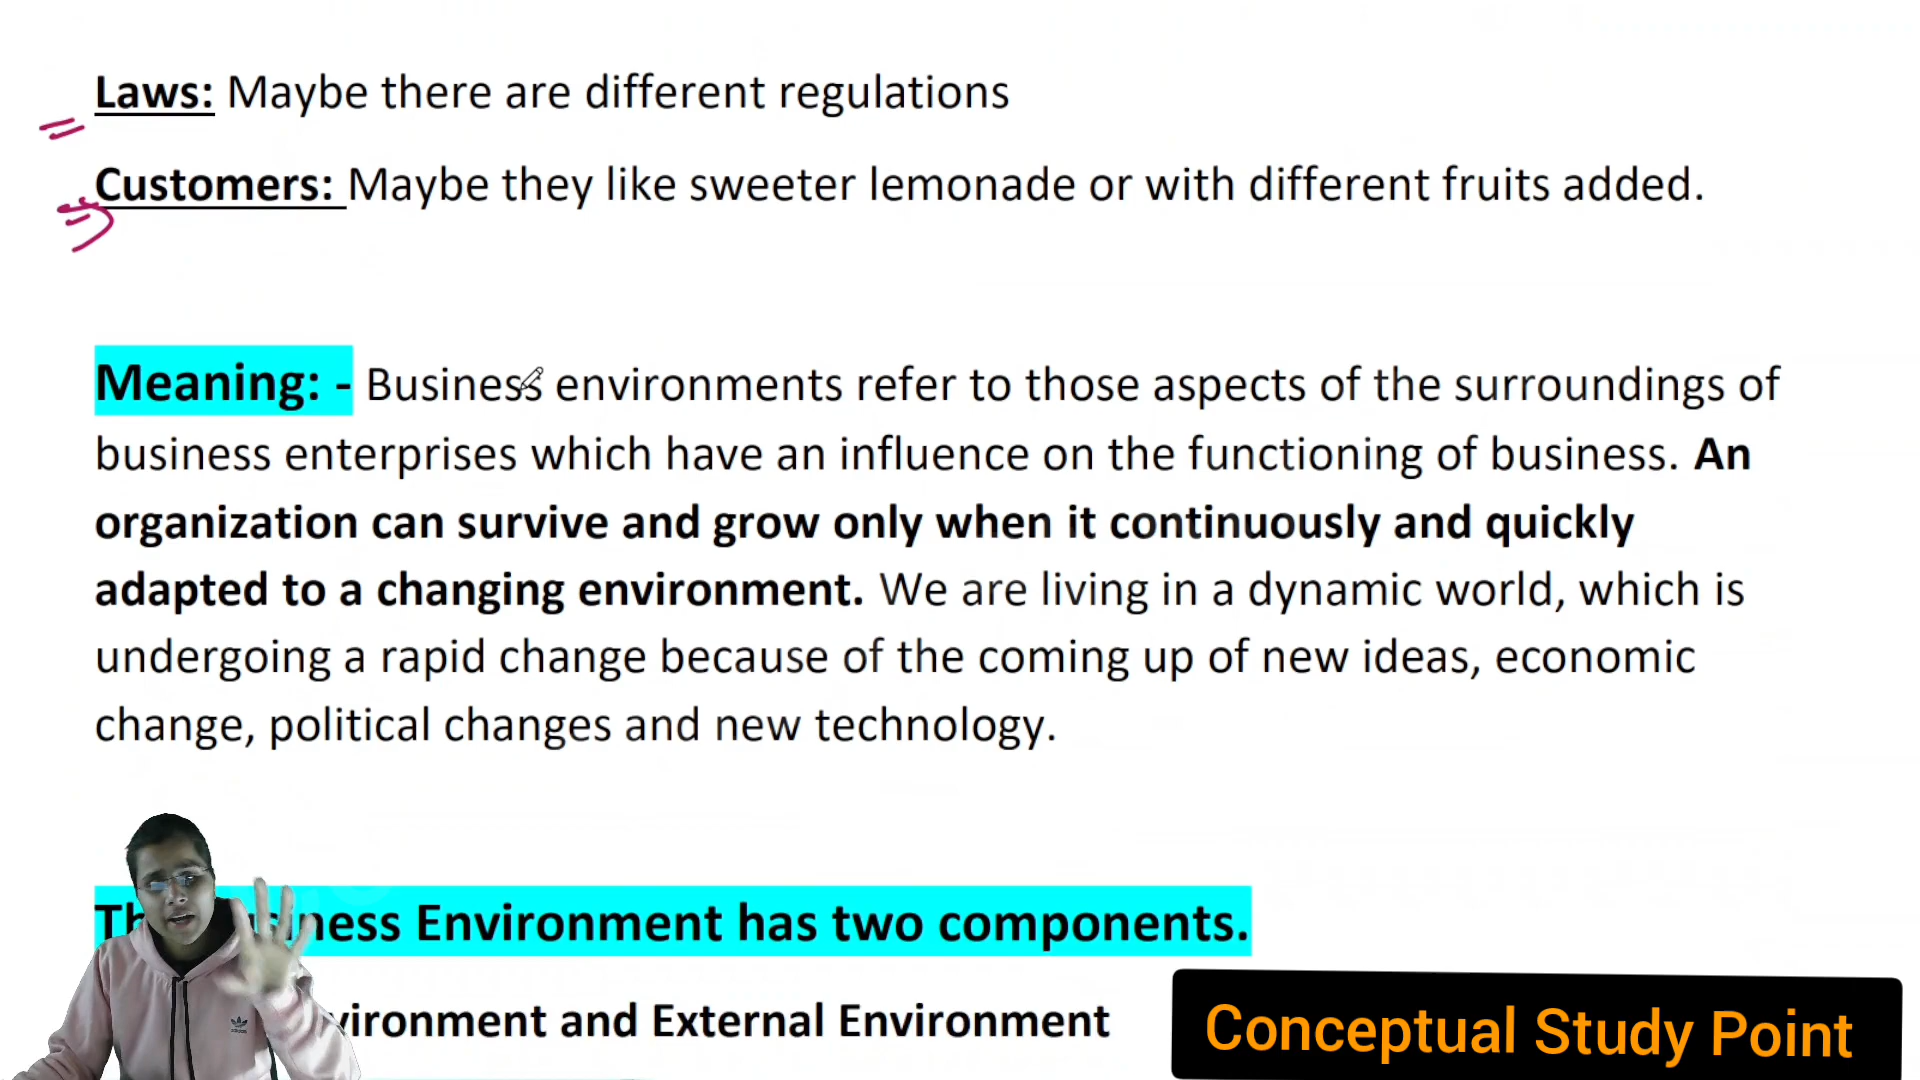 Laws: Maybe there are different regulations
Customers: Maybe they like sweeter lemonade or with different fruits added.
Meaning: - Business environments refer to those aspects of the surroundings of
business enterprises which have an influence on the functioning of business. An
organization can survive and grow only when it continuously and quickly
adapted to a changing environment. We are living in a dynamic world, which is
undergoing a rapid change because of the coming up of new ideas, economic
change, political changes and new technology.
Environment has two components.
and External Environment
Conceptual Study Point